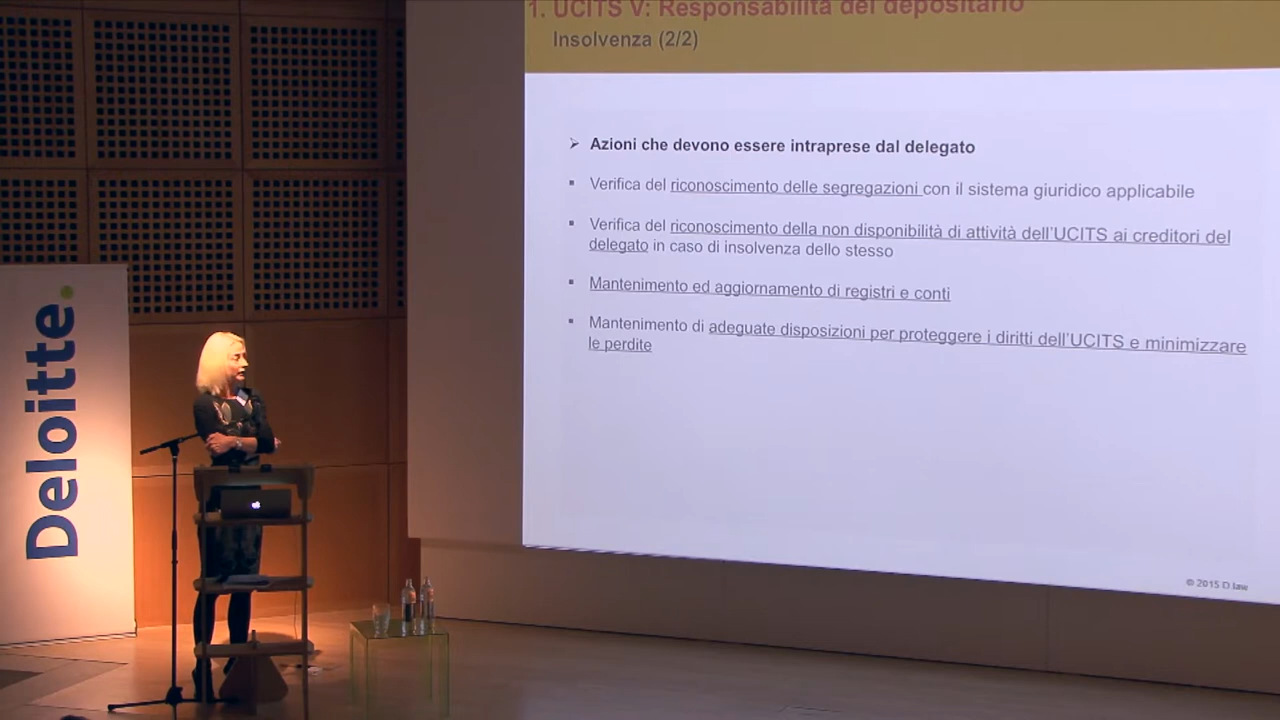 1. UCITS V: Responsabilità del depositario
Insolvenza (2/2)
Azioni che devono essere intraprese dal delegato
Verifica del riconoscimento delle segregazioni con il sistema giuridico applicabile
Verifica del riconoscimento della non disponibilità di attività dell'UCITS ai creditori del
delegato in caso di insolvenza dello stesso
Mantenimento ed aggiornamento di registri e conti
Mantenimento di adeguate disposizioni per proteggere i diritti dell'UCITS e minimizzare
le perdite
© 2015 D.law
Deloitte.